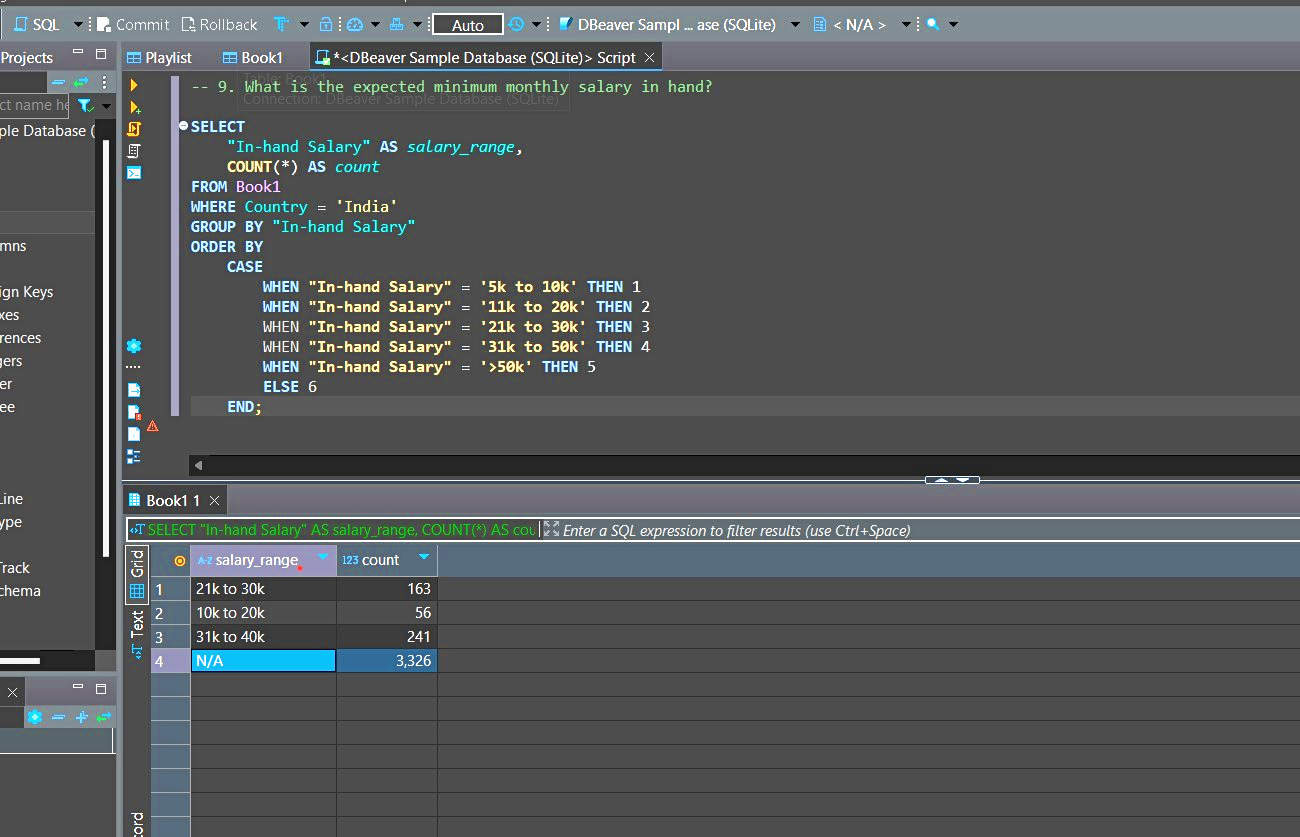 SQL Commit Rollback Auto DBeaver Sampl ... ase (SQLite) < N/A >
Projects
Playlist Book1 *<DBeaver Sample Database (SQLite)> Script
ct name he
ple Database (
mns
ign Keys
xes
rences
gers
er
ee
Line
ype
Track
chema
Table: Book1
Connection: DBeaver Sample Database (SQLite)
-- 9. What is the expected minimum monthly salary in hand?
SELECT
"In-hand Salary" AS salary_range,
COUNT(*) AS count
FROM Book1
WHERE Country = 'India'
GROUP BY "In-hand Salary"
ORDER BY
CASE
WHEN "In-hand Salary" = '5k to 10k' THEN 1
WHEN "In-hand Salary" = '11k to 20k' THEN 2
WHEN "In-hand Salary" = '21k to 30k' THEN 3
WHEN "In-hand Salary" = '31k to 50k' THEN 4
WHEN "In-hand Salary" = '>50k' THEN 5
ELSE 6
END;
Book1 1
SELECT "In-hand Salary" AS salary_range, COUNT(*) AS cou Enter a SQL expression to filter results (use Ctrl+Space)
Grid
Text
ord
A-Z salary_range 123 count
1 21k to 30k 163
2 10k to 20k 56
3 31k to 40k 241
4 N/A 3,326